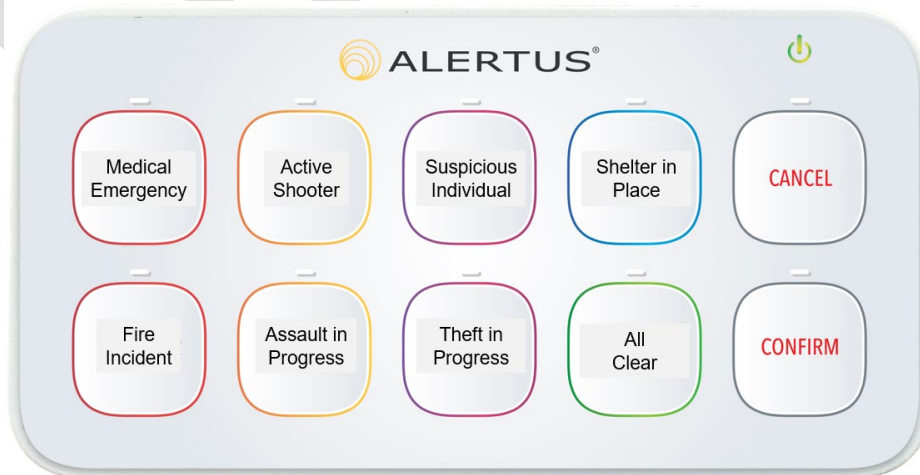 ALERTUS®
Medical
Emergency
Active
Shooter
Suspicious
Individual
Shelter in
Place
CANCEL
Fire
Incident
Assault in
Progress
Theft in
Progress
All
Clear
CONFIRM